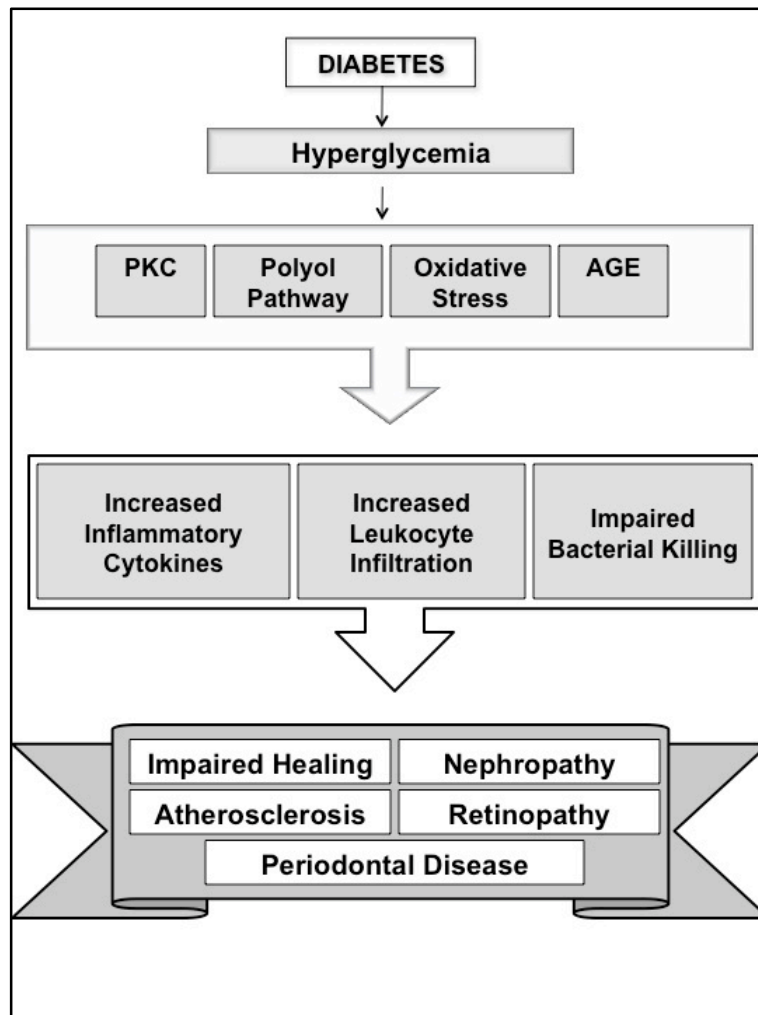 DIABETES
Hyperglycemia
PKC
Polyol
Pathway
Oxidative
Stress
AGE
Increased
Inflammatory
Cytokines
Increased
Leukocyte
Infiltration
Impaired
Bacterial Killing
Impaired Healing
Nephropathy
Atherosclerosis
Retinopathy
Periodontal Disease